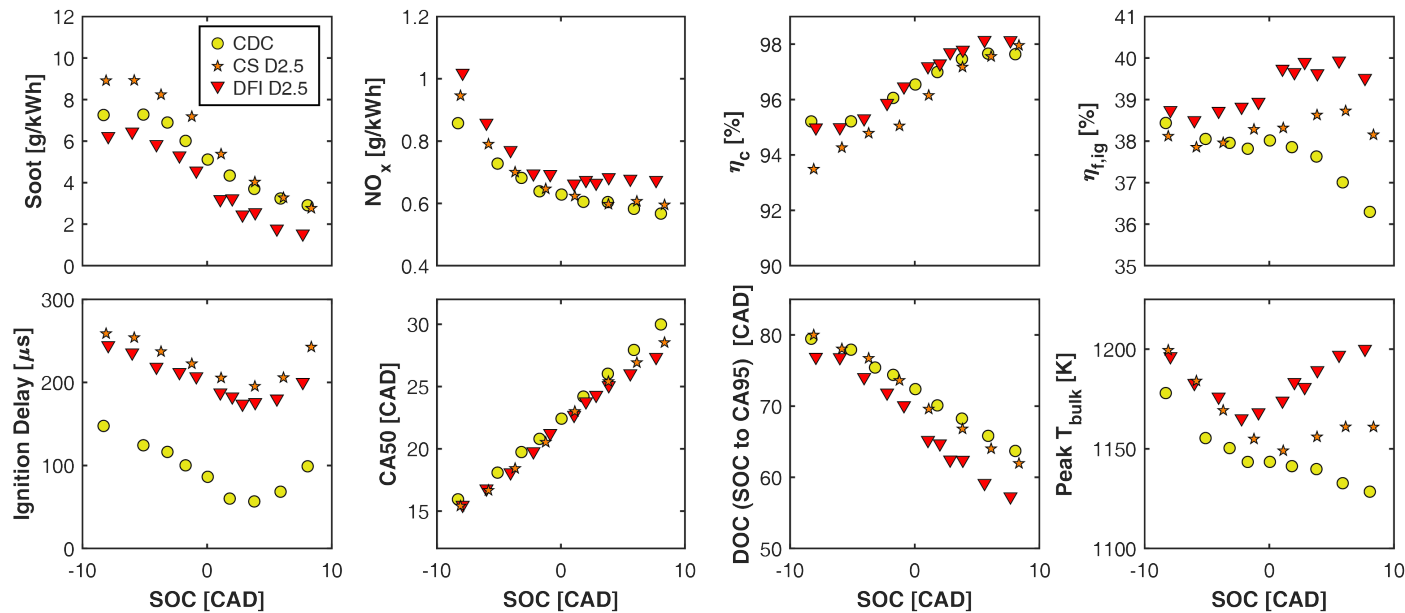 12
10
8
6
4
2
0
Soot [g/kWh]
CDC
CS D2.5
DFI D2.5
1.2
1
0.8
0.6
0.4
NOx [g/kWh]
98
96
94
92
90
ηc [%]
41
40
39
38
37
36
35
ηf,ig [%]
300
200
100
0
Ignition Delay [μs]
-10 0 10
SOC [CAD]
30
25
20
15
CA50 [CAD]
-10 0 10
SOC [CAD]
80
70
60
50
DOC (SOC to CA95) [CAD]
-10 0 10
SOC [CAD]
1200
1150
1100
Peak Tbulk [K]
-10 0 10
SOC [CAD]